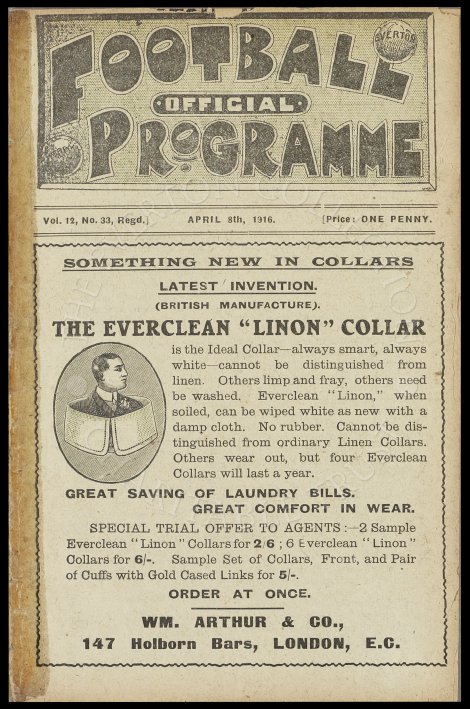 EVERTON
FOOTBALL
OFFICIAL
PROGRAMME
Vol. 12, No. 33, Regd.] APRIL 8th, 1916. [Price: ONE PENNY.
SOMETHING NEW IN COLLARS
LATEST INVENTION.
(BRITISH MANUFACTURE).
THE EVERCLEAN "LINON" COLLAR
is the Ideal Collar—always smart, always
white—cannot be distinguished from
linen. Others limp and fray, others need
be washed. Everclean "Linon," when
soiled, can be wiped white as new with a
damp cloth. No rubber. Cannot be dis-
tinguished from ordinary Linen Collars.
Others wear out, but four Everclean
Collars will last a year.
GREAT SAVING OF LAUNDRY BILLS.
GREAT COMFORT IN WEAR.
SPECIAL TRIAL OFFER TO AGENTS:—2 Sample
Everclean "Linon" Collars for 2/6; 6 Everclean "Linon"
Collars for 6/-. Sample Set of Collars, Front, and Pair
of Cuffs with Gold Cased Links for 5/-.
ORDER AT ONCE.
WM. ARTHUR & CO.,
147 Holborn Bars, LONDON, E.C.